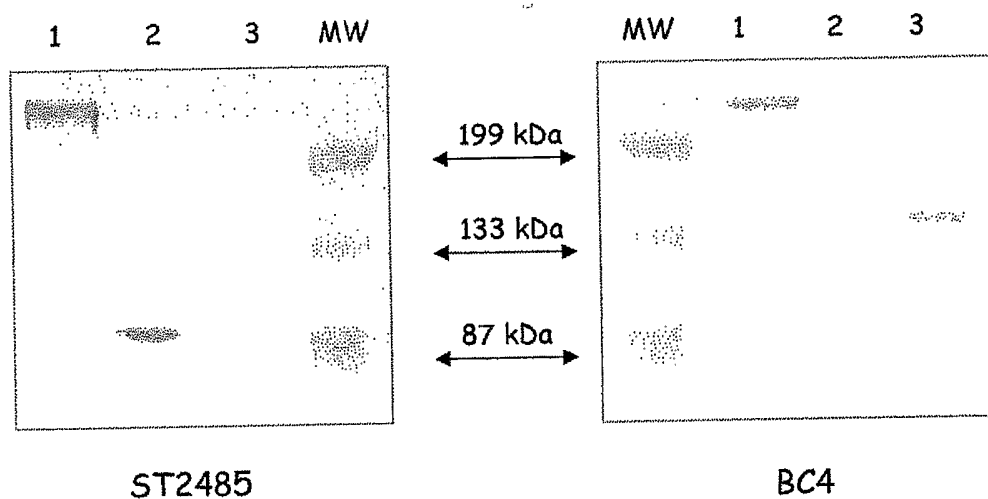 1 2 3 MW
MW 1 2 3
199 kDa
133 kDa
87 kDa
ST2485
BC4